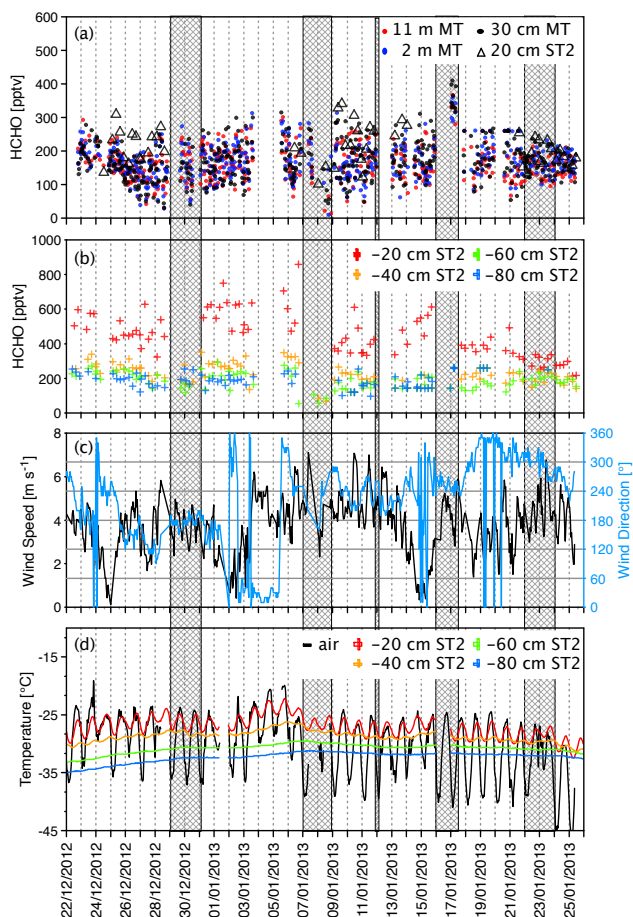 600
500
400
300
200
100
0
HCHO [pptv]
(a)
11 m MT
30 cm MT
2 m MT
20 cm ST2
1000
800
600
400
200
0
HCHO [pptv]
(b)
−20 cm ST2
−60 cm ST2
−40 cm ST2
−80 cm ST2
8
6
4
2
0
Wind Speed [m s⁻¹]
(c)
360
300
240
180
120
60
0
Wind Direction [°]
-15
-25
-35
-45
Temperature [°C]
(d)
air
−20 cm ST2
−60 cm ST2
−40 cm ST2
−80 cm ST2
22/12/2012
24/12/2012
26/12/2012
28/12/2012
30/12/2012
01/01/2013
03/01/2013
05/01/2013
07/01/2013
09/01/2013
11/01/2013
13/01/2013
15/01/2013
17/01/2013
19/01/2013
21/01/2013
23/01/2013
25/01/2013